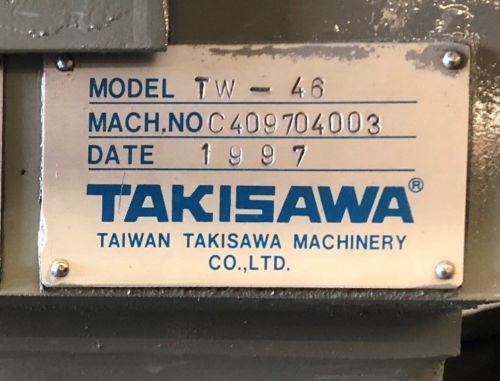 MODEL TW - 46
MACH.NO C409704003
DATE 1997
TAKISAWA®
TAIWAN TAKISAWA MACHINERY
CO.,LTD.